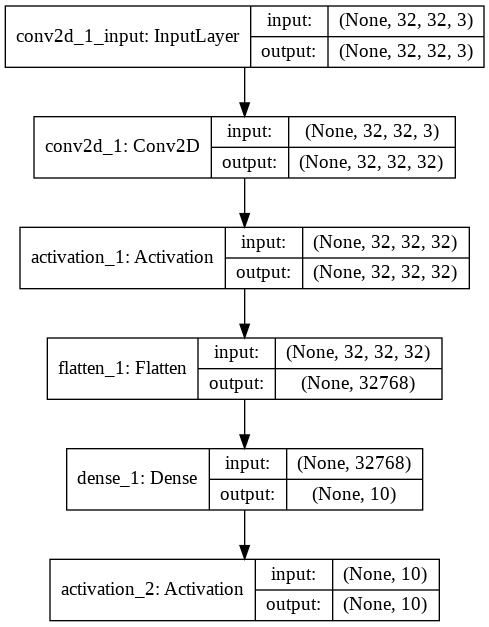 conv2d_1_input: InputLayer
input: (None, 32, 32, 3)
output: (None, 32, 32, 3)
conv2d_1: Conv2D
input: (None, 32, 32, 3)
output: (None, 32, 32, 32)
activation_1: Activation
input: (None, 32, 32, 32)
output: (None, 32, 32, 32)
flatten_1: Flatten
input: (None, 32, 32, 32)
output: (None, 32768)
dense_1: Dense
input: (None, 32768)
output: (None, 10)
activation_2: Activation
input: (None, 10)
output: (None, 10)